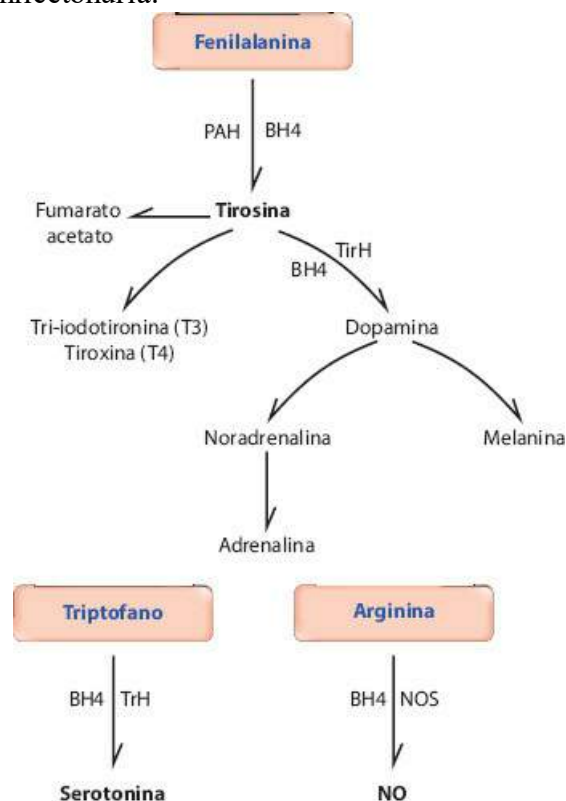 Fenilalanina
PAH BH4
Fumarato
acetato
Tirosina
TirH
BH4
Tri-iodotironina (T3)
Tiroxina (T4)
Dopamina
Noradrenalina
Melanina
Adrenalina
Triptofano
Arginina
BH4 TrH
BH4 NOS
Serotonina
NO